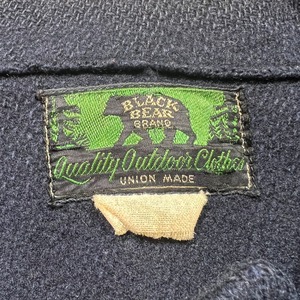 BLACK
BEAR
BRAND
Quality Outdoor Clothes
UNION MADE